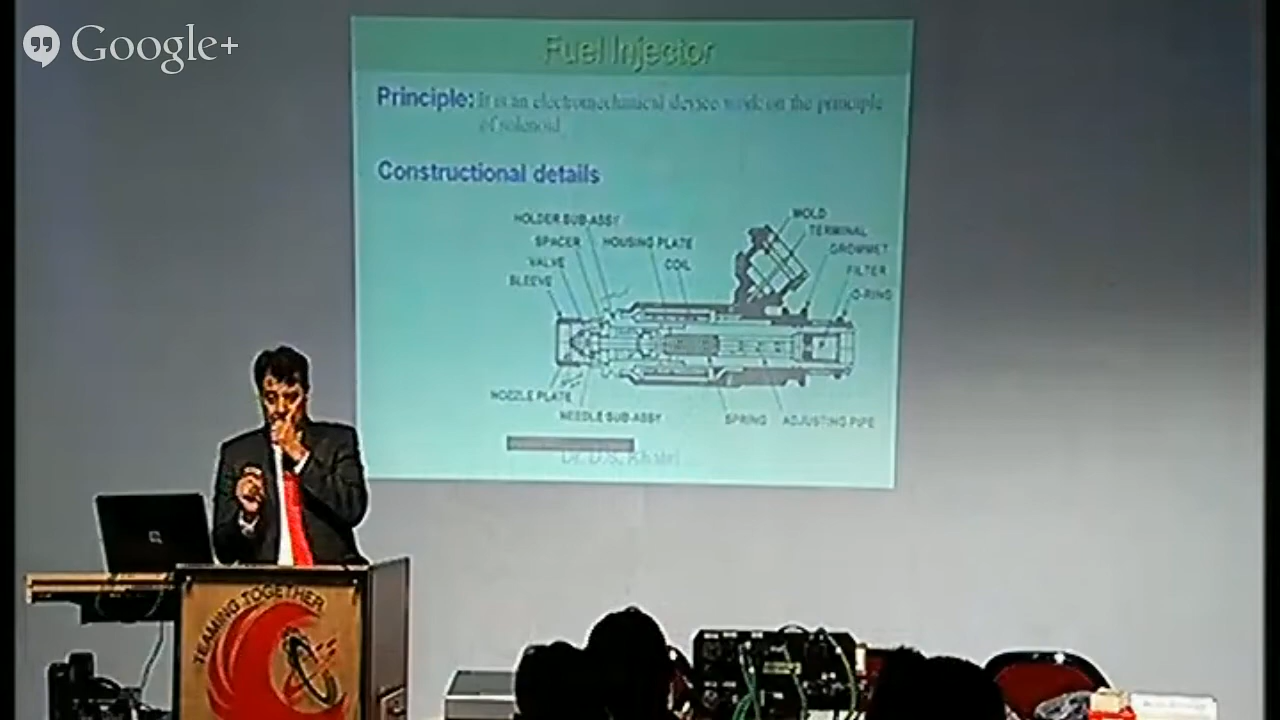 Google+
Fuel Injector
Principle: It is an electromechanical device work on the principle
of solenoid
Constructional details
HOLDER SUB-ASSY
MOLD
TERMINAL
SPACER
HOUSING PLATE
GROMMET
VALVE
COIL
FILTER
SLEEVE
O-RING
NOZZLE PLATE
NEEDLE SUB-ASSY
SPRING
ADJUSTING PIPE
TEAMING TOGETHER